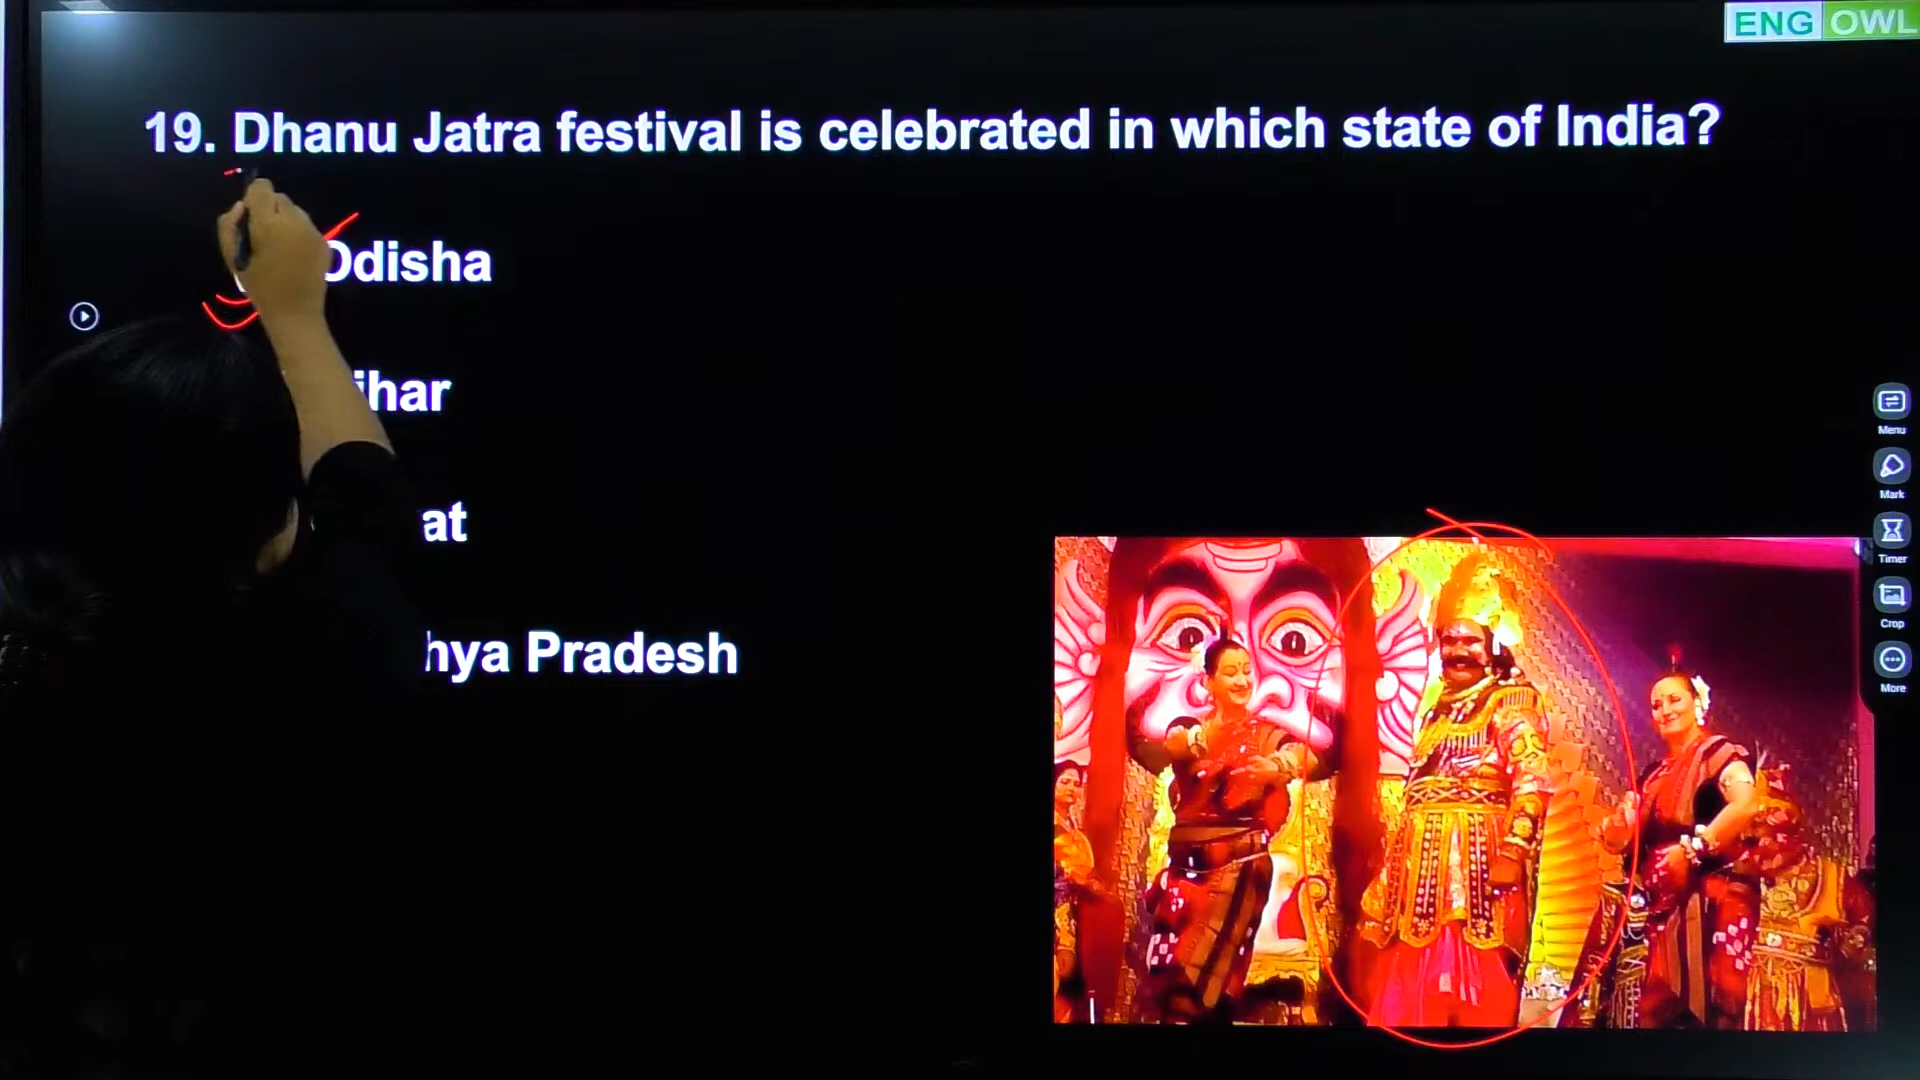 ENG OWL
19. Dhanu Jatra festival is celebrated in which state of India?
Odisha
ihar
at
hya Pradesh
Menu
Mark
Timer
Crop
More